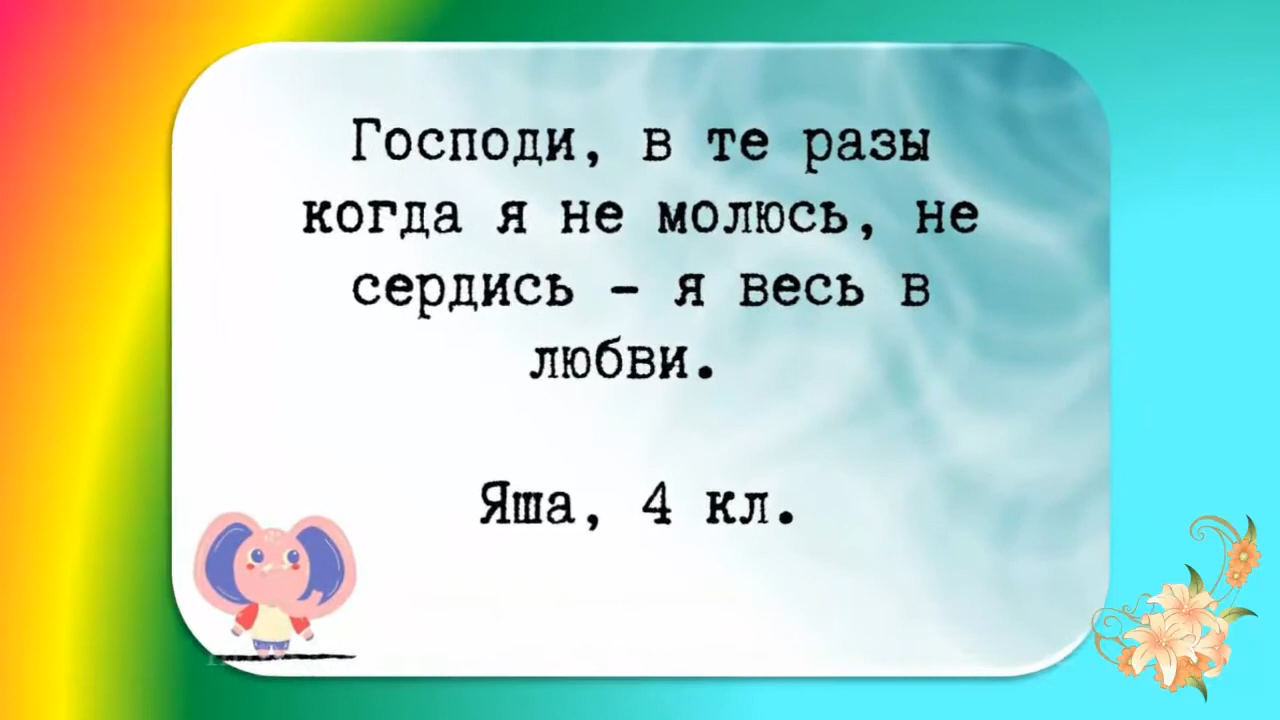 Господи, в те разы
когда я не молюсь, не
сердись - я весь в
любви.
Яша, 4 кл.